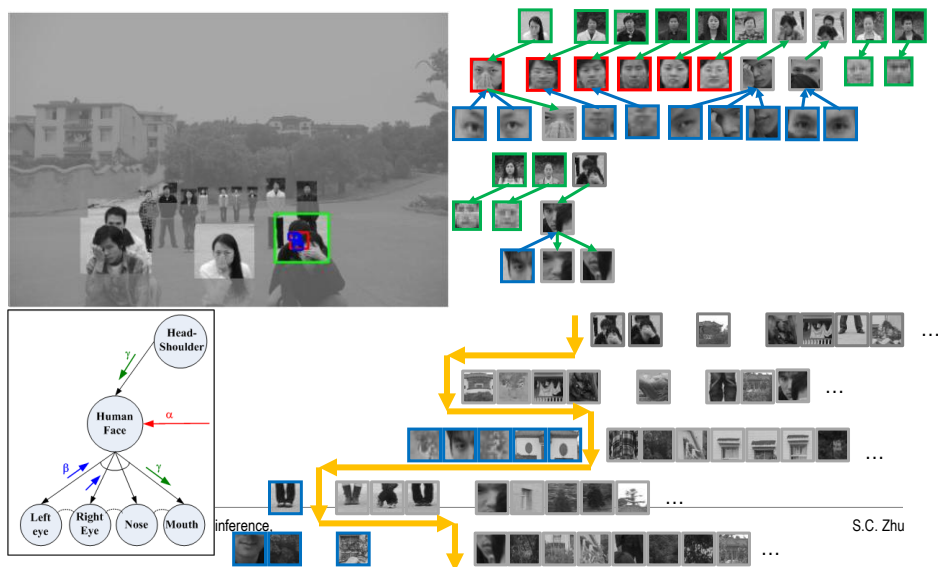 ...
Head-
Shoulder
γ
...
Human
Face
α
β
γ
...
...
Left
eye
Right
Eye
Nose
Mouth
inference,
S.C. Zhu
...